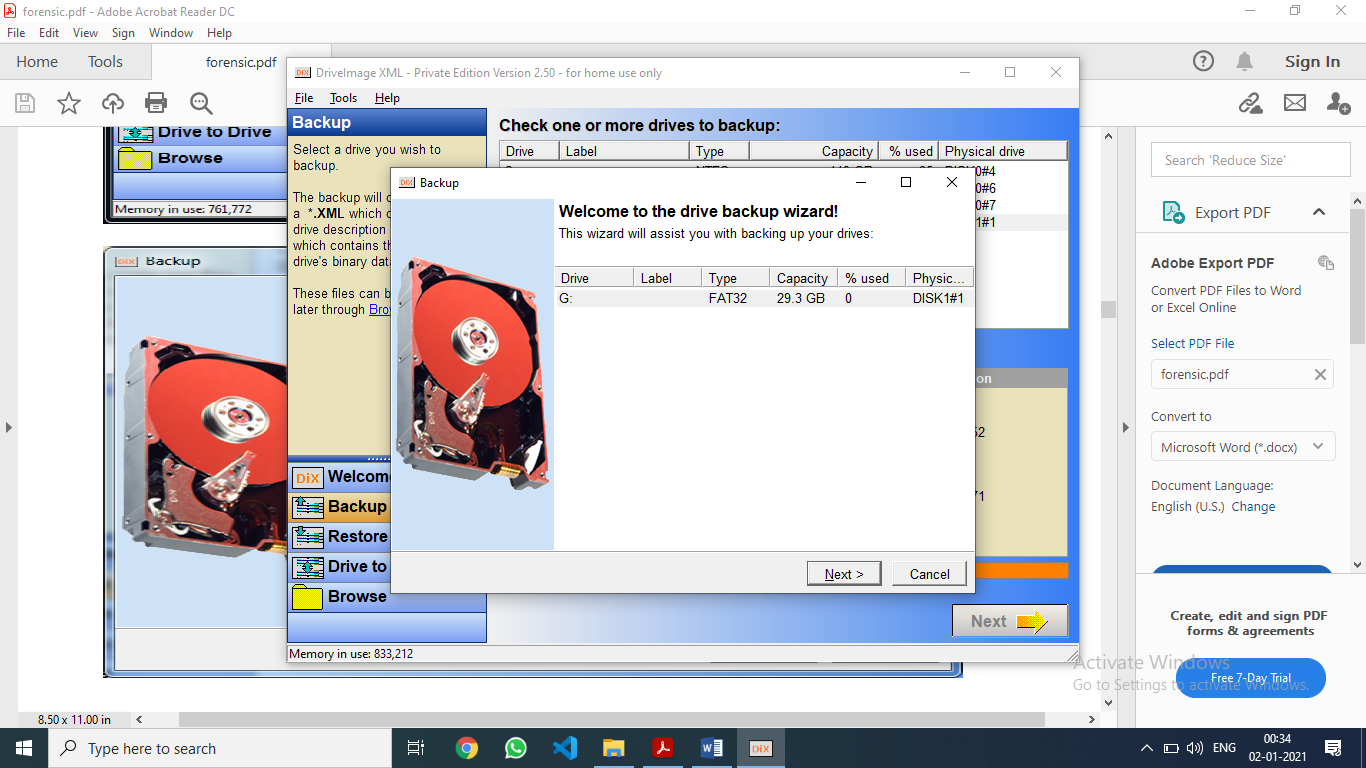 forensic.pdf - Adobe Acrobat Reader DC
File Edit View Sign Window Help
Home Tools forensic.pdf
Sign In
Drive to Drive
Browse
Memory in use: 761,772
Backup
DriveImage XML - Private Edition Version 2.50 - for home use only
File Tools Help
Backup
Select a drive you wish to
backup.
The backup will
a *.XML which
drive description
which contains
drive's binary
These files can
later through
DiX Welcome
Backup
Restore
Drive to
Browse
Memory in use: 833,212
Check one or more drives to backup:
Drive Label Type Capacity % used Physical drive
Next
DiX Backup
Welcome to the drive backup wizard!
This wizard will assist you with backing up your drives:
Drive Label Type Capacity % used Physic...
G: FAT32 29.3 GB 0 DISK1#1
Next > Cancel
Search 'Reduce Size'
Export PDF
Adobe Export PDF
Convert PDF Files to Word
or Excel Online
Select PDF File
forensic.pdf
Convert to
Microsoft Word (*.docx)
Document Language:
English (U.S.) Change
Create, edit and sign PDF
forms & agreements
Free 7-Day Trial
Activate Windows
Go to Settings to activate Windows.
8.50 x 11.00 in
Type here to search
DiX
ENG
00:34
02-01-2021